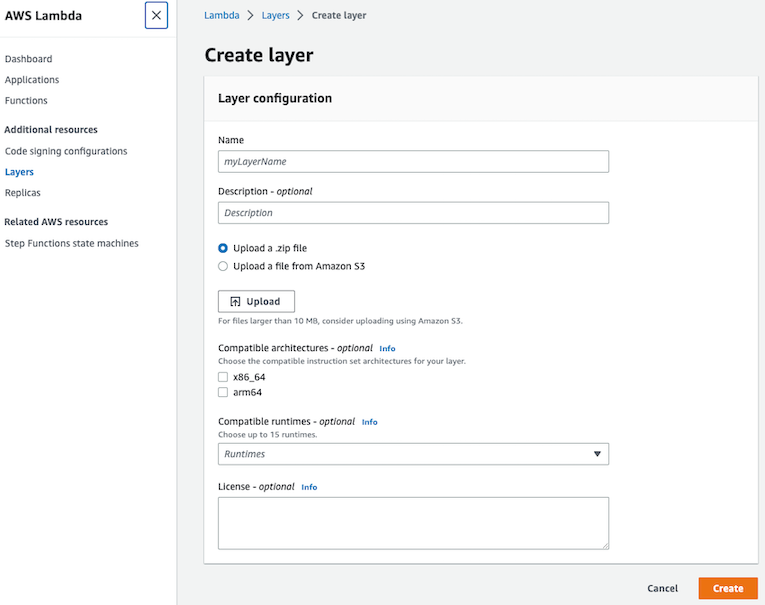 AWS Lambda
Dashboard
Applications
Functions
Additional resources
Code signing configurations
Layers
Replicas
Related AWS resources
Step Functions state machines
Lambda > Layers > Create layer
Create layer
Layer configuration
Name
myLayerName
Description - optional
Description
Upload a .zip file
Upload a file from Amazon S3
Upload
For files larger than 10 MB, consider uploading using Amazon S3.
Compatible architectures - optional Info
Choose the compatible instruction set architectures for your layer.
x86_64
arm64
Compatible runtimes - optional Info
Choose up to 15 runtimes.
Runtimes
License - optional Info
Cancel Create